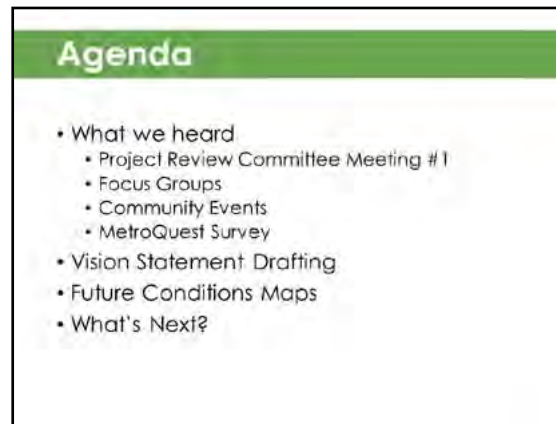 Agenda
• What we heard
• Project Review Committee Meeting #1
• Focus Groups
• Community Events
• MetroQuest Survey
• Vision Statement Drafting
• Future Conditions Maps
• What's Next?